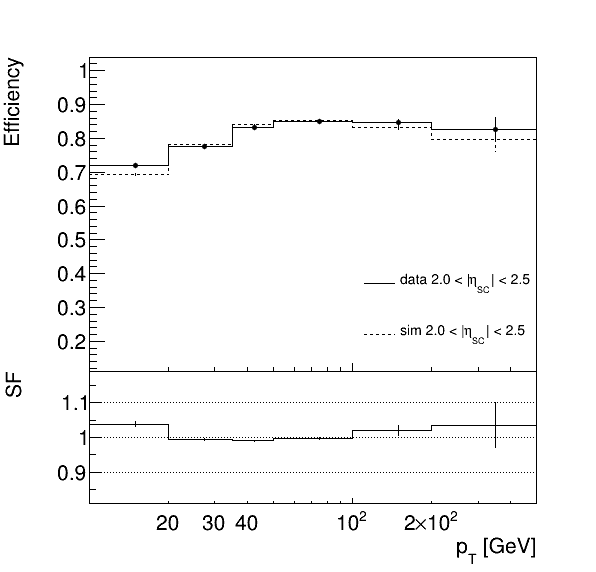 Efficiency
1
0.9
0.8
0.7
0.6
0.5
0.4
0.3
0.2
data 2.0 < |η_SC| < 2.5
sim 2.0 < |η_SC| < 2.5
SF
1.1
1
0.9
20 30 40 10² 2×10²
p_T [GeV]